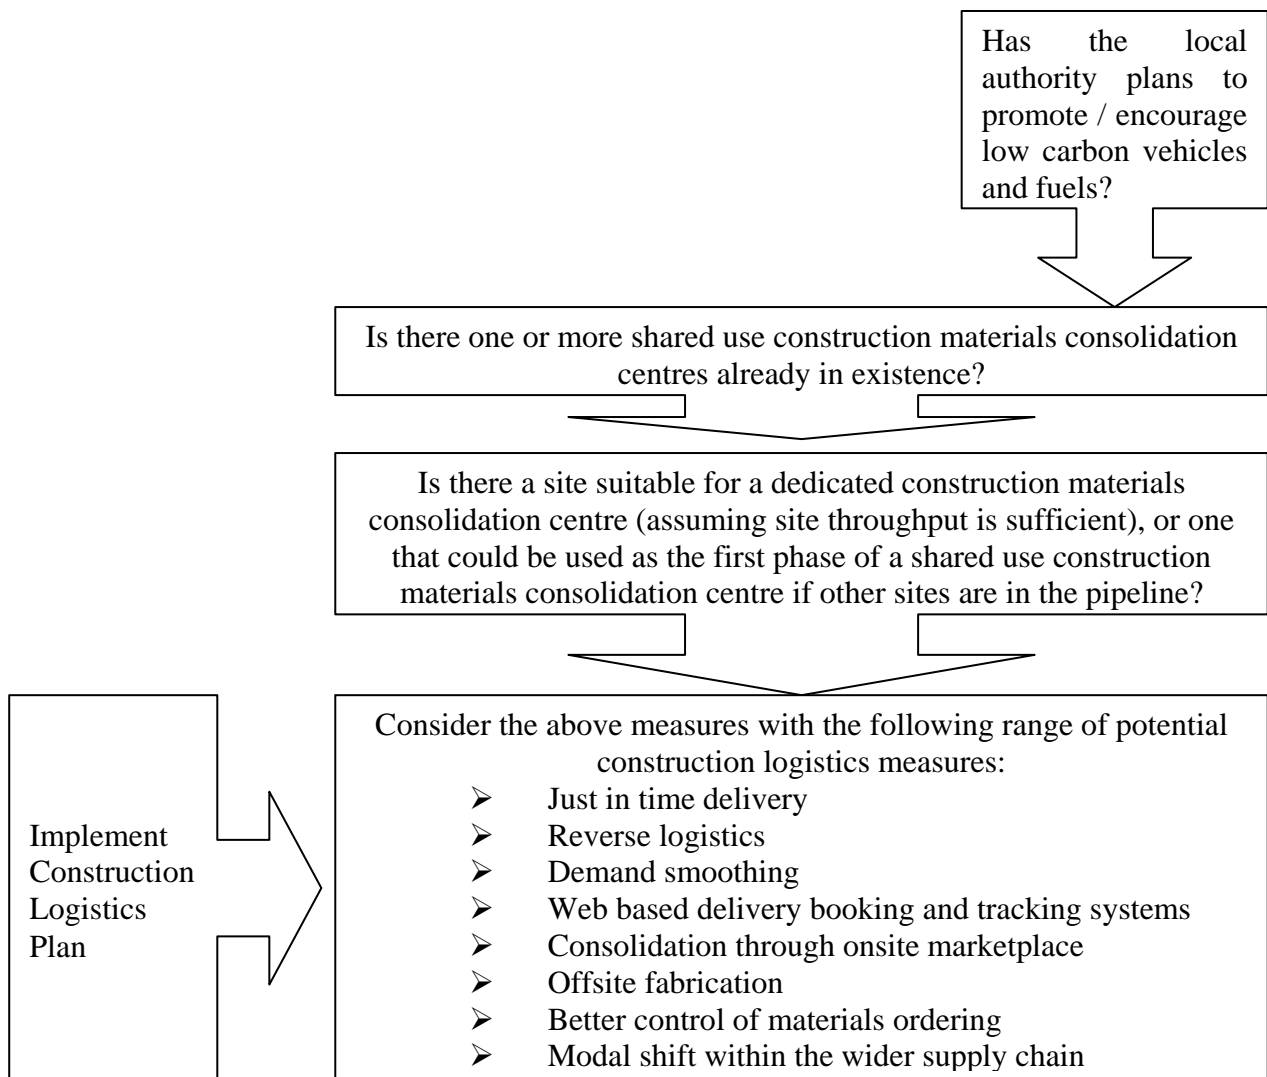 Has the local
authority plans to
promote / encourage
low carbon vehicles
and fuels?
Is there one or more shared use construction materials consolidation
centres already in existence?
Is there a site suitable for a dedicated construction materials
consolidation centre (assuming site throughput is sufficient), or one
that could be used as the first phase of a shared use construction
materials consolidation centre if other sites are in the pipeline?
Implement
Construction
Logistics
Plan
Consider the above measures with the following range of potential
construction logistics measures:
➢ Just in time delivery
➢ Reverse logistics
➢ Demand smoothing
➢ Web based delivery booking and tracking systems
➢ Consolidation through onsite marketplace
➢ Offsite fabrication
➢ Better control of materials ordering
➢ Modal shift within the wider supply chain